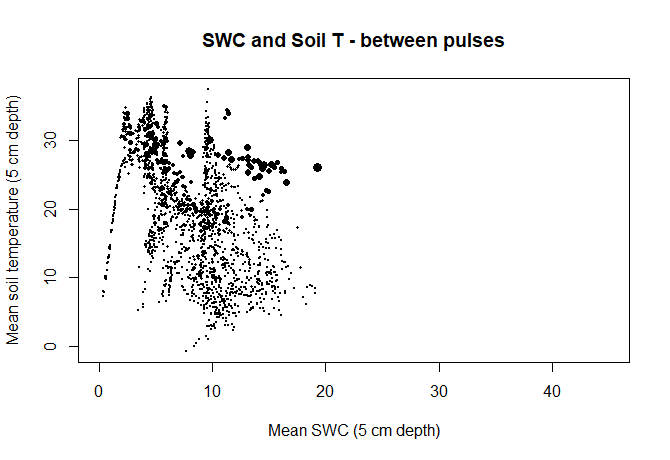 SWC and Soil T - between pulses
Mean soil temperature (5 cm depth)
30
20
10
0
0 10 20 30 40
Mean SWC (5 cm depth)